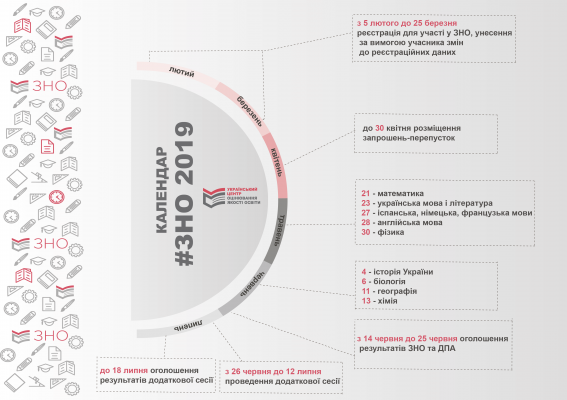 з 5 лютого до 25 березня
реєстрація для участі у ЗНО, унесення
за вимогою учасника змін
до реєстраційних даних
лютий
ЗНО
березень
до 30 квітня розміщення
запрошень-перепусток
квітень
КАЛЕНДАР
#ЗНО 2019
УКРАЇНСЬКИЙ
ЦЕНТР
ОЦІНЮВАННЯ
ЯКОСТІ ОСВІТИ
21 - математика
23 - українська мова і література
27 - іспанська, німецька, французька мови
28 - англійська мова
30 - фізика
травень
ЗНО
червень
4 - історія України
6 - біологія
11 - географія
13 - хімія
липень
ЗНО
з 14 червня до 25 червня оголошення
результатів ЗНО та ДПА
до 18 липня оголошення
результатів додаткової сесії
з 26 червня до 12 липня
проведення додаткової сесії